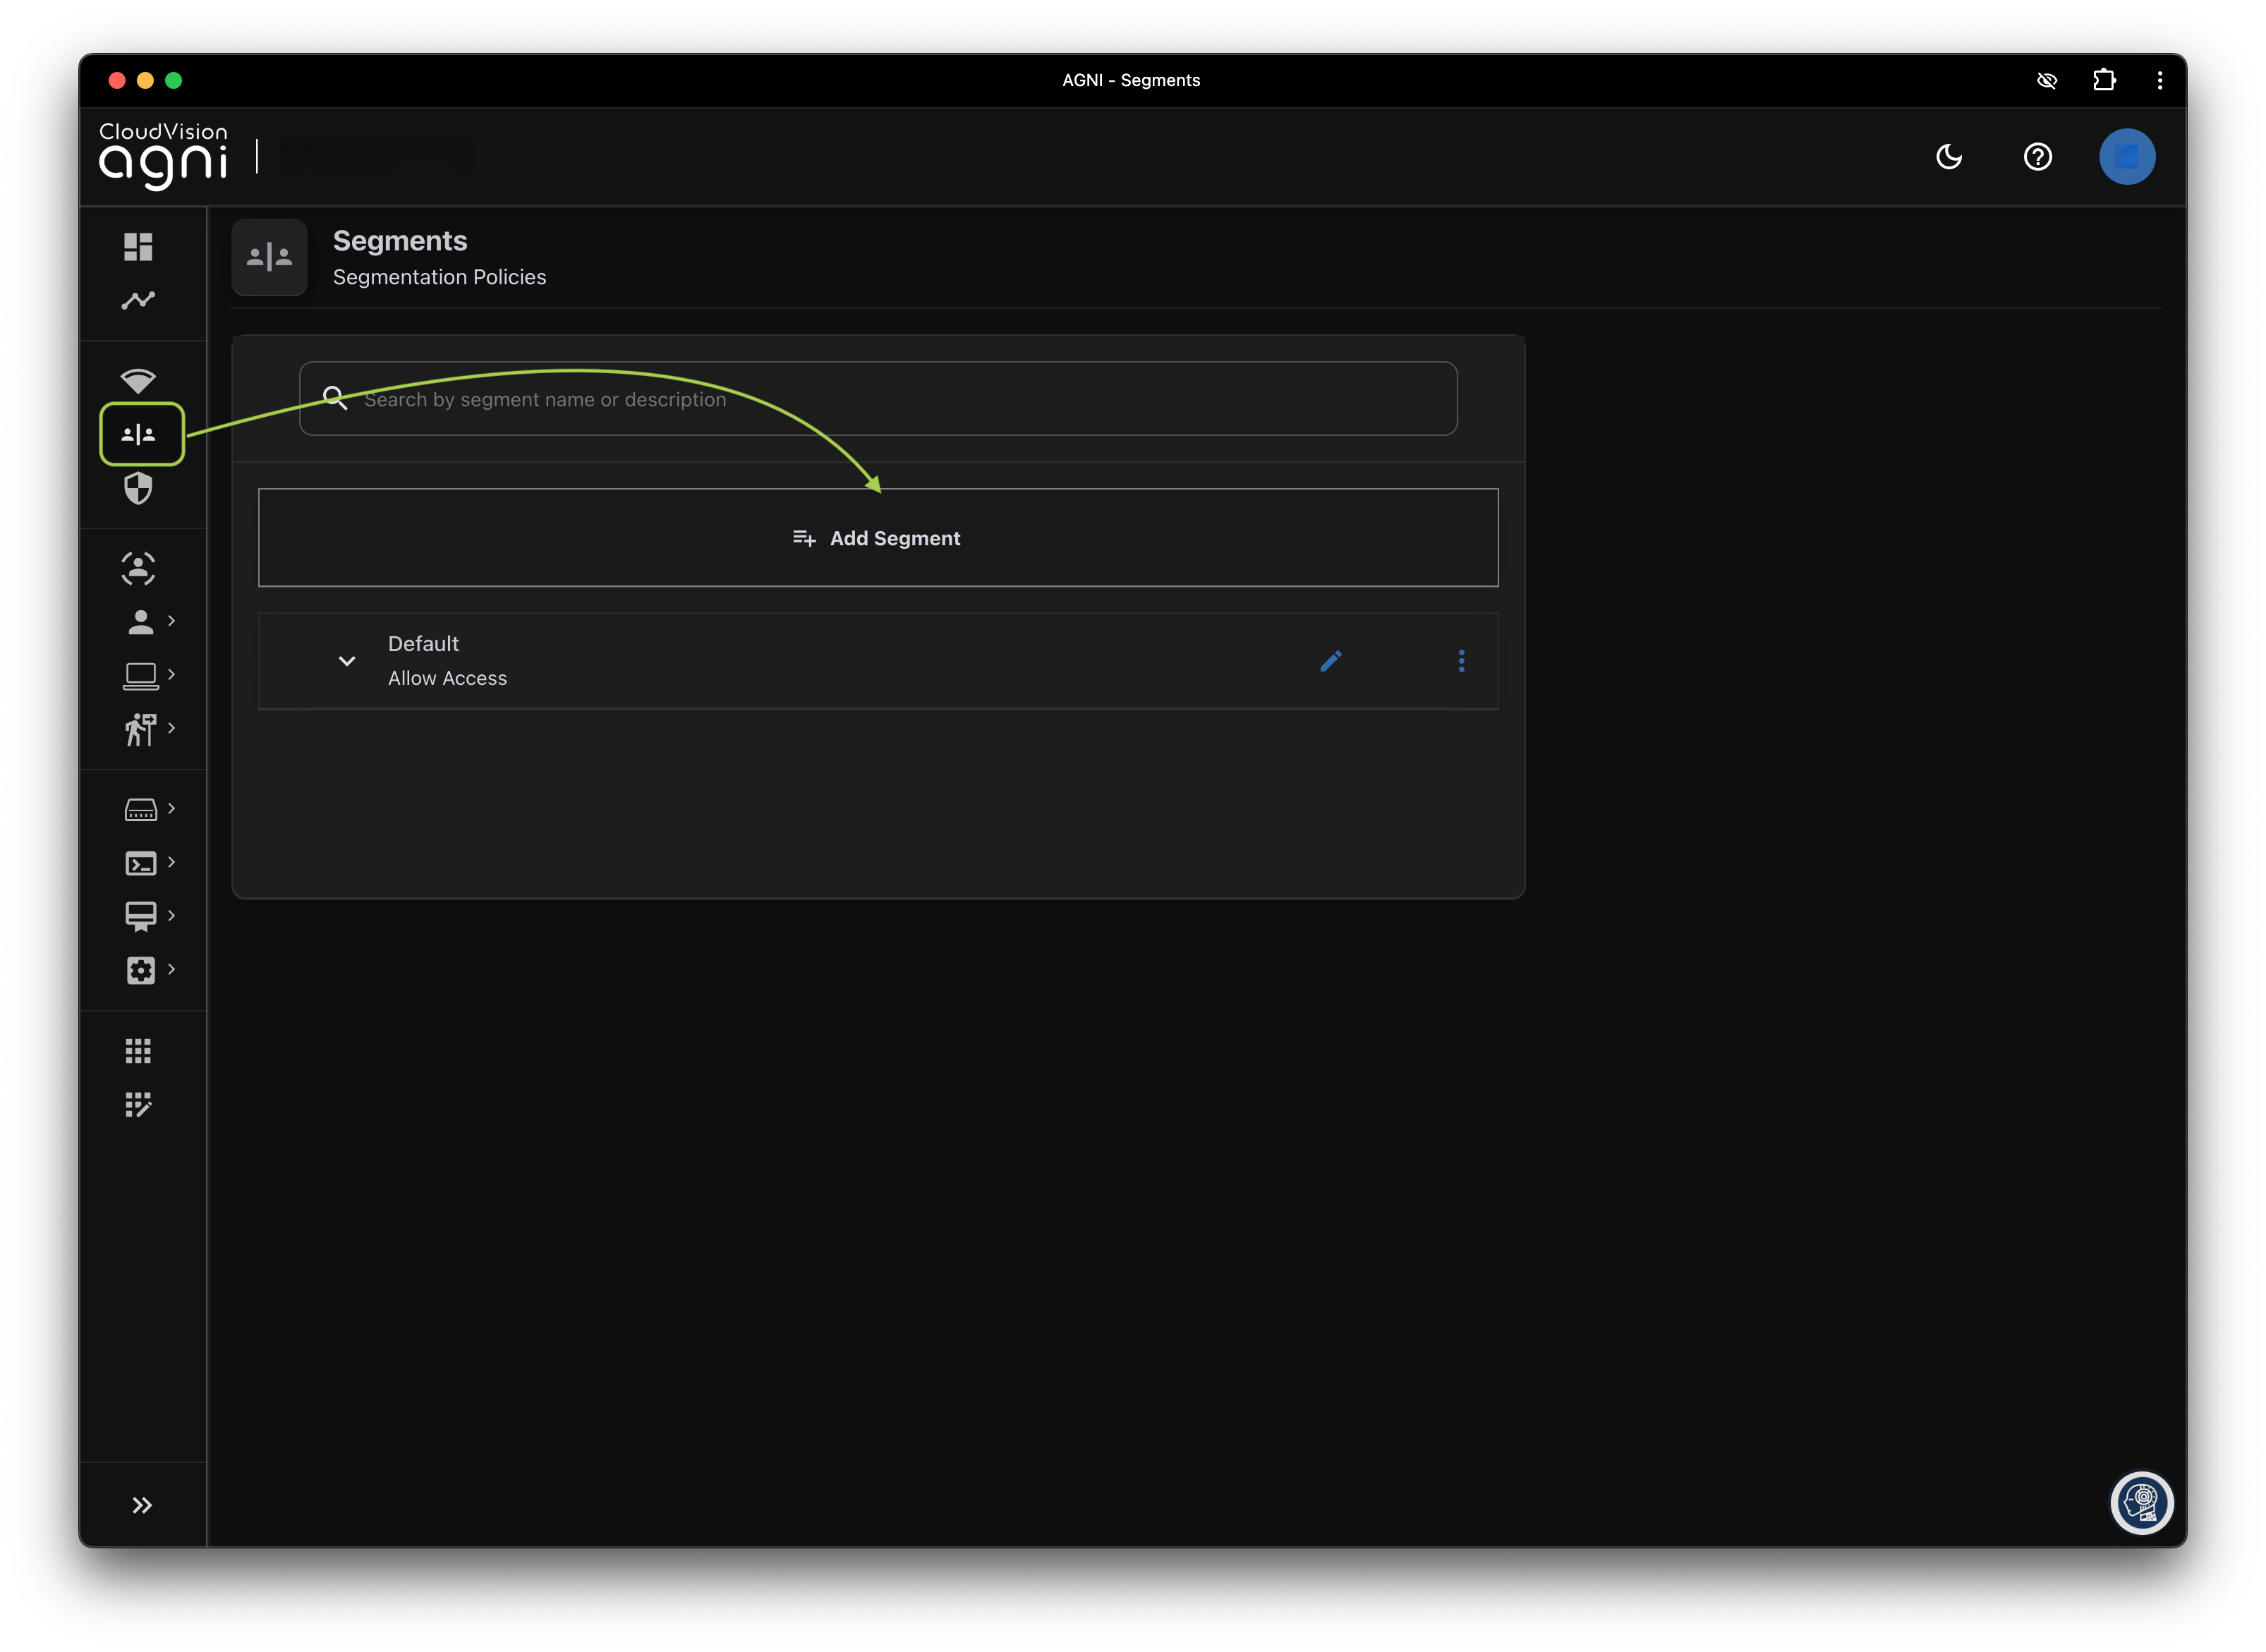 AGNI - Segments
CloudVision
agni
Segments
Segmentation Policies
Search by segment name or description
Add Segment
Default
Allow Access